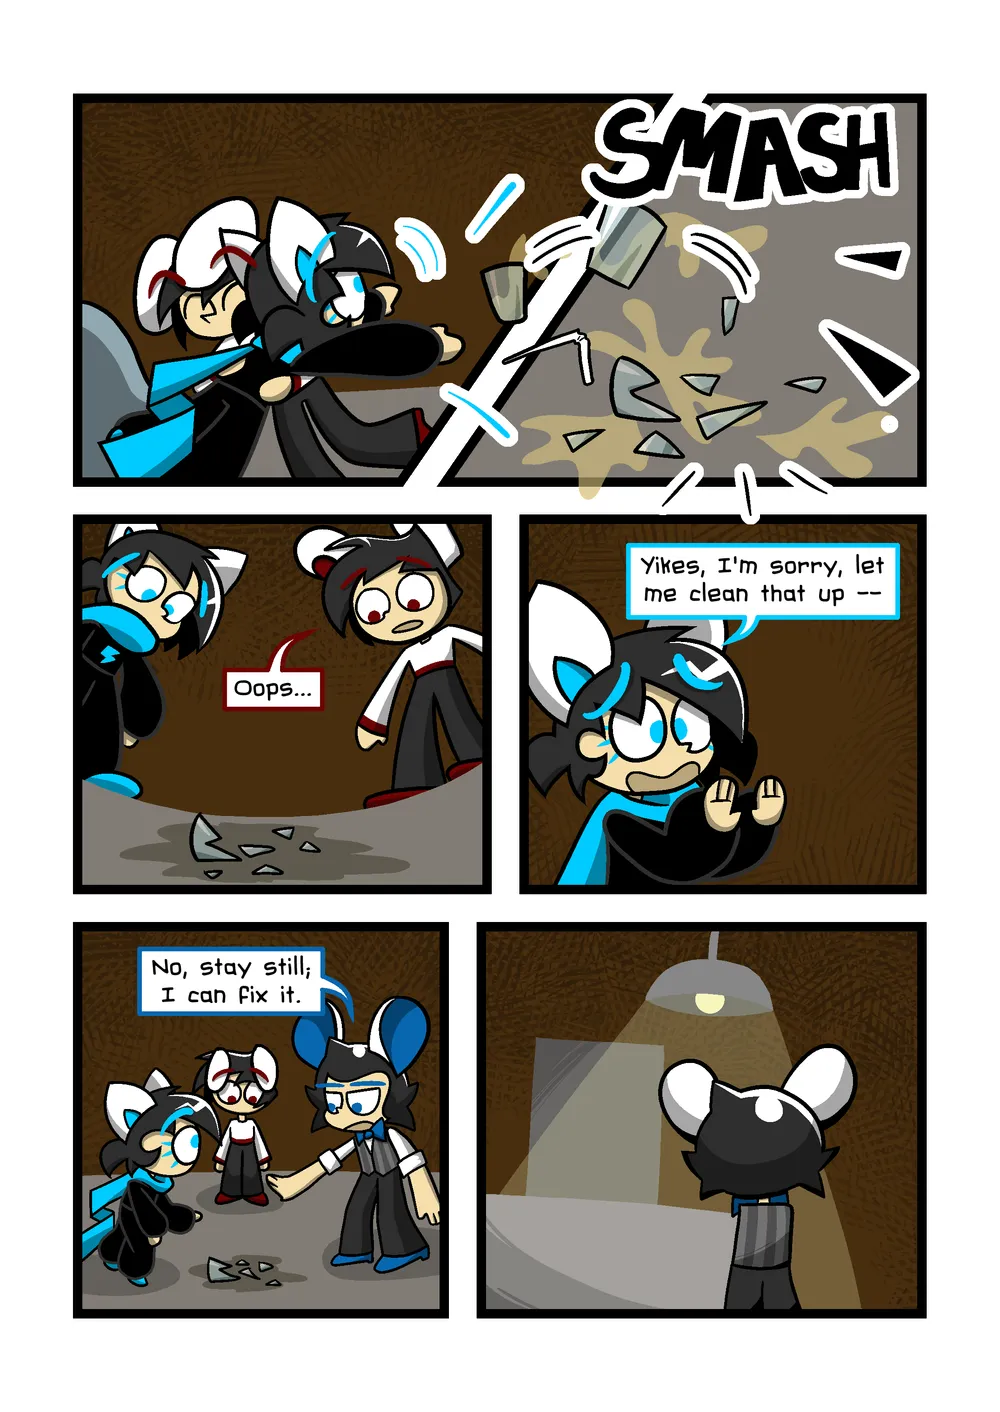 SMASH
Oops...
Yikes, I'm sorry, let
me clean that up --
No, stay still;
I can fix it.